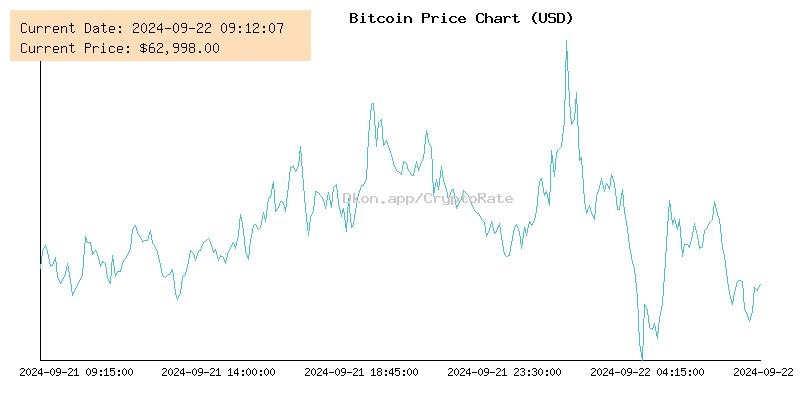 Bitcoin Price Chart (USD)
Current Date: 2024-09-22 09:12:07
Current Price: $62,998.00
Dkon.app/CryptoRate
2024-09-21 09:15:00
2024-09-21 14:00:00
2024-09-21 18:45:00
2024-09-21 23:30:00
2024-09-22 04:15:00
2024-09-22